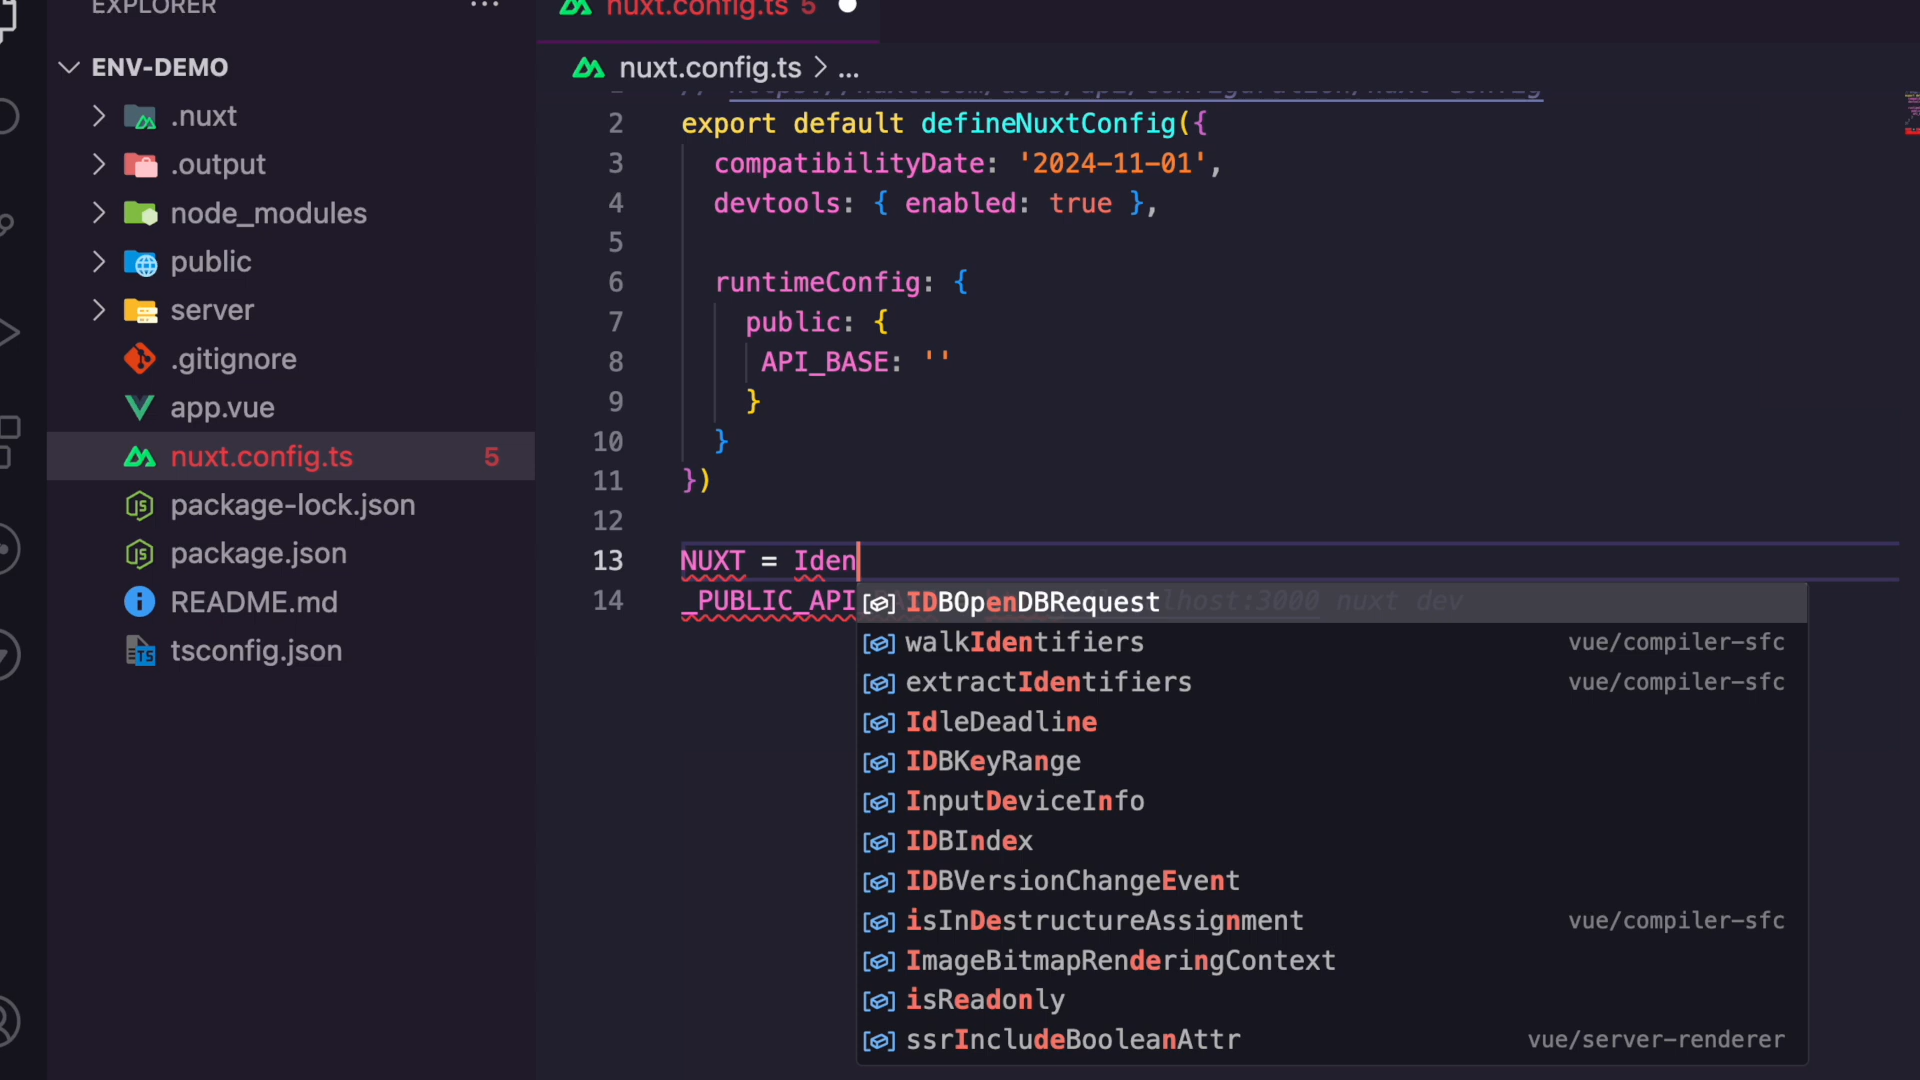 EXPLORER
...
ENV-DEMO
.nuxt
.output
node_modules
public
server
.gitignore
app.vue
nuxt.config.ts 5
package-lock.json
package.json
README.md
tsconfig.json
nuxt.config.ts 5
nuxt.config.ts > ...
2 export default defineNuxtConfig({
3 compatibilityDate: '2024-11-01',
4 devtools: { enabled: true },
5
6 runtimeConfig: {
7 public: {
8 API_BASE: ''
9 }
10 }
11 })
12
13 NUXT = Iden
14 _PUBLIC_API lhost:3000 nuxt dev
IDBOpenDBRequest
walkIdentifiers vue/compiler-sfc
extractIdentifiers vue/compiler-sfc
IdleDeadline
IDBKeyRange
InputDeviceInfo
IDBIndex
IDBVersionChangeEvent
isInDestructureAssignment vue/compiler-sfc
ImageBitmapRenderingContext
isReadonly
ssrIncludeBooleanAttr vue/server-renderer